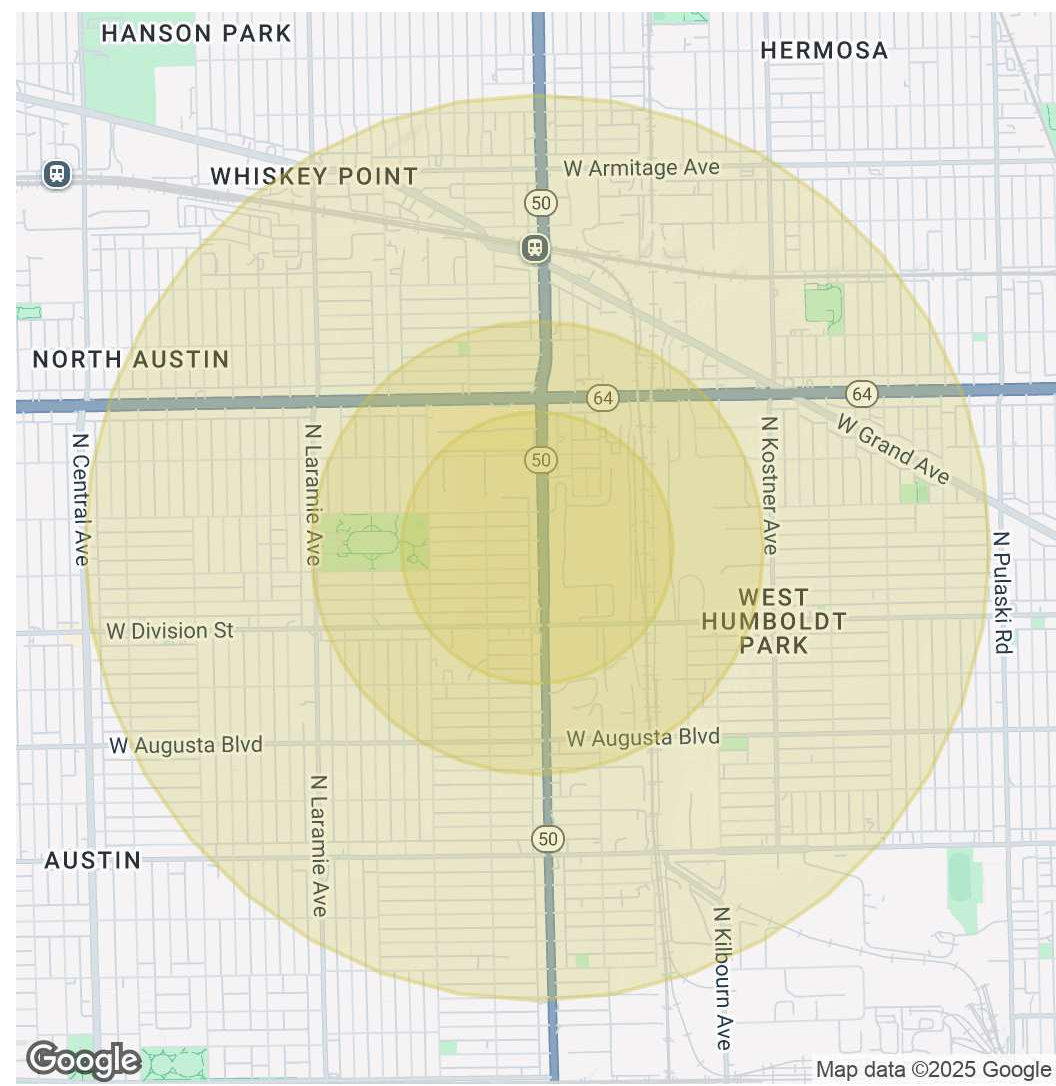 HANSON PARK
HERMOSA
W Armitage Ave
WHISKEY POINT
50
NORTH AUSTIN
64
64
W Grand Ave
N Laramie Ave
N Kostner Ave
N Central Ave
50
N Pulaski Rd
WEST
HUMBOLDT
PARK
W Division St
W Augusta Blvd
W Augusta Blvd
N Laramie Ave
50
AUSTIN
N Kilbourn Ave
Google
Map data ©2025 Google